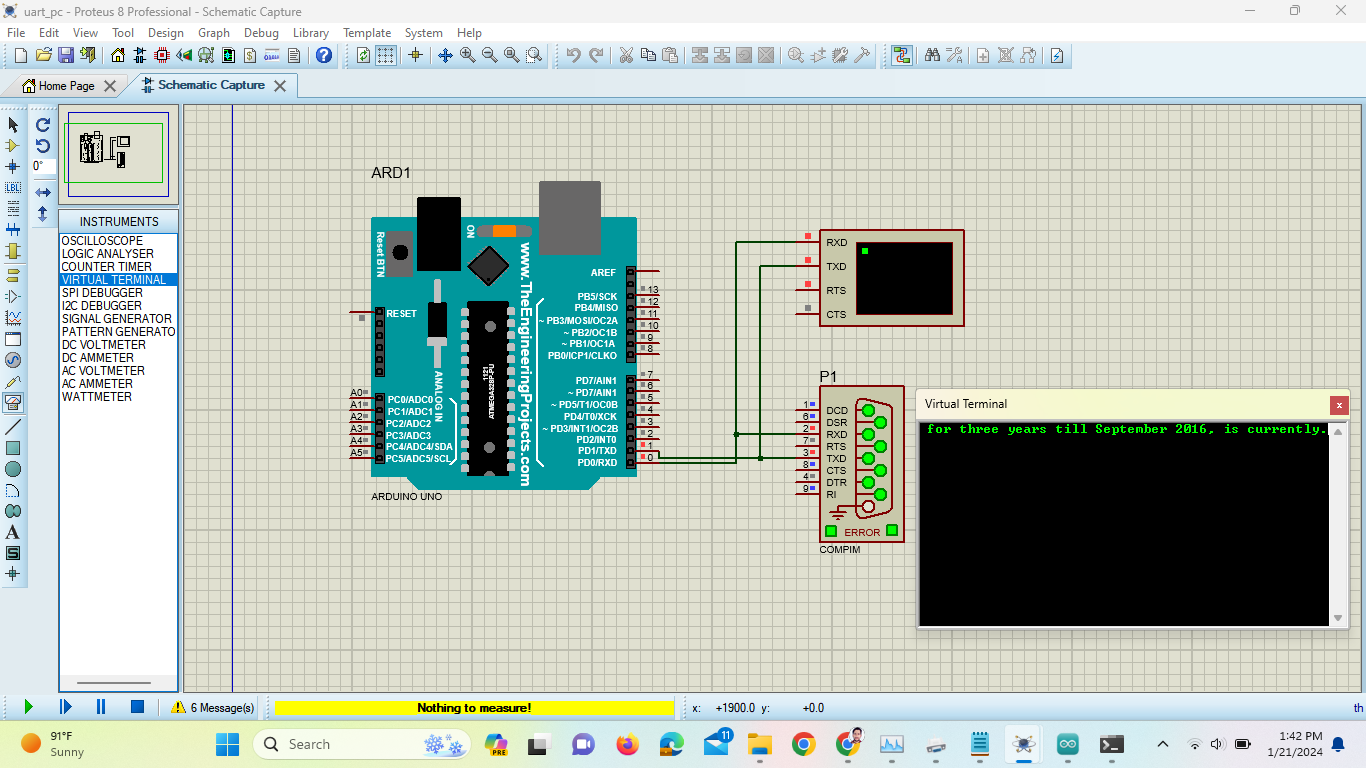 uart_pc - Proteus 8 Professional - Schematic Capture
File Edit View Tool Design Graph Debug Library Template System Help
Home Page
Schematic Capture
0°
LBL
INSTRUMENTS
OSCILLOSCOPE
LOGIC ANALYSER
COUNTER TIMER
VIRTUAL TERMINAL
SPI DEBUGGER
I2C DEBUGGER
SIGNAL GENERATOR
PATTERN GENERATO
DC VOLTMETER
DC AMMETER
AC VOLTMETER
AC AMMETER
WATTMETER
ARD1
ON
Reset BTN
www.TheEngineeringProjects.com
RESET
AREF
PB5/SCK 13
PB4/MISO 12
~ PB3/MOSI/OC2A 11
~ PB2/OC1B 10
~ PB1/OC1A 9
PB0/ICP1/CLKO 8
PD7/AIN1 7
~ PD7/AIN1 6
~ PD5/T1/OC0B 5
PD4/T0/XCK 4
~ PD3/INT1/OC2B 3
PD2/INT0 2
PD1/TXD 1
PD0/RXD 0
1121
ATMEGA328P-PU
ANALOG IN
A0 PC0/ADC0
A1 PC1/ADC1
A2 PC2/ADC2
A3 PC3/ADC3
A4 PC4/ADC4/SDA
A5 PC5/ADC5/SCL
ARDUINO UNO
RXD
TXD
RTS
CTS
P1
1 DCD
6 DSR
2 RXD
7 RTS
3 TXD
8 CTS
4 DTR
9 RI
ERROR
COMPIM
Virtual Terminal
x
for three years till September 2016, is currently.
6 Message(s)
Nothing to measure!
x: +1900.0 y: +0.0
th
91°F
Sunny
Search
PRE
11
1:42 PM
1/21/2024